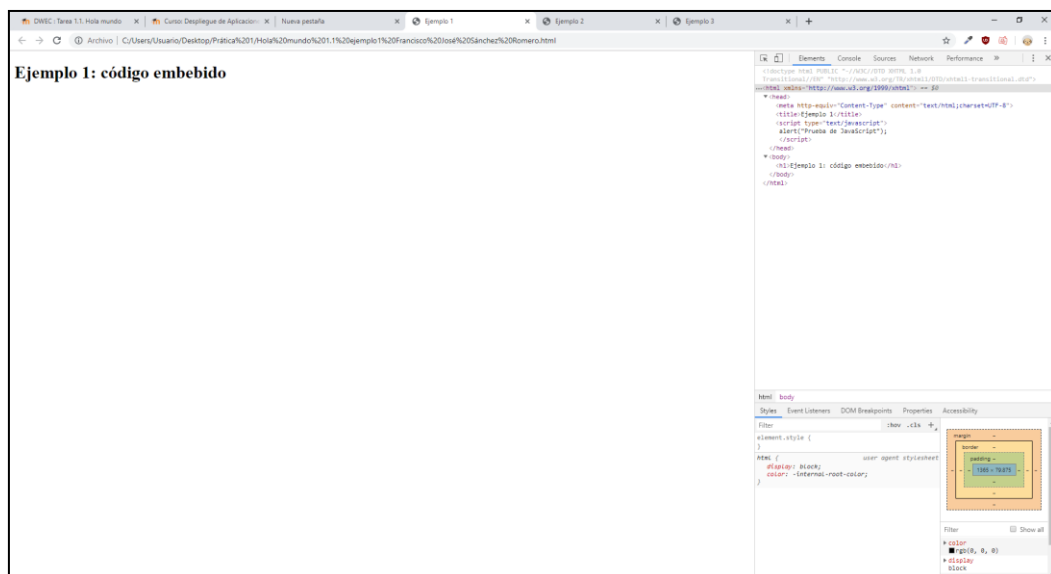 DWEC : Tarea 1.1. Hola mundo
Curso: Despliegue de Aplicacion
Nueva pestaña
Ejemplo 1
Ejemplo 2
Ejemplo 3
Archivo | C:/Users/Usuario/Desktop/Prática%201/Hola%20mundo%201.1%20ejemplo1%20Francisco%20José%20Sánchez%20Romero.html
Ejemplo 1: código embebido
Elements Console Sources Network Performance »
<!doctype html PUBLIC "-//W3C//DTD XHTML 1.0
Transitional//EN" "http://www.w3.org/TR/xhtml1/DTD/xhtml1-transitional.dtd">
...<html xmlns="http://www.w3.org/1999/xhtml"> == $0
<head>
<meta http-equiv="Content-Type" content="text/html;charset=UTF-8">
<title>Ejemplo 1</title>
<script type="text/javascript">
alert("Prueba de JavaScript");
</script>
</head>
<body>
<h1>Ejemplo 1: código embebido</h1>
</body>
</html>
html body
Styles Event Listeners DOM Breakpoints Properties Accessibility
Filter :hov .cls +
element.style {
}
html { user agent stylesheet
display: block;
color: -internal-root-color;
}
margin -
border -
padding -
- - - 1065 × 79.875 - - -
-
-
-
Filter Show all
color
rgb(0, 0, 0)
display
block